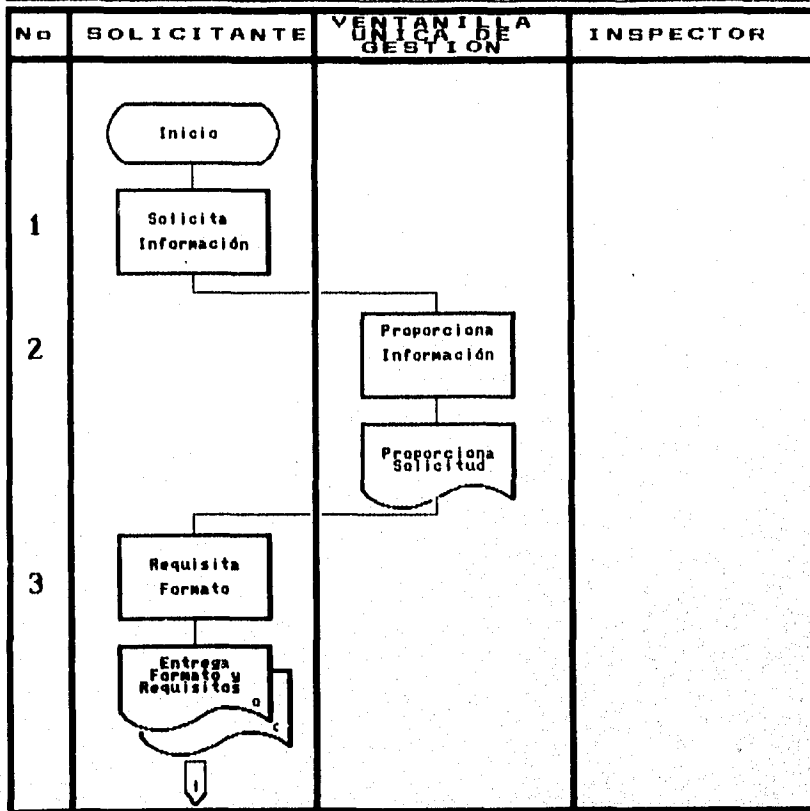 No
SOLICITANTE
VENTANILLA
UNICA DE
GESTION
INSPECTOR
Inicio
1
Solicita
Información
2
Proporciona
Información
Proporciona
Solicitud
3
Requisita
Formato
Entrega
Formato y
Requisitos
O
C
1